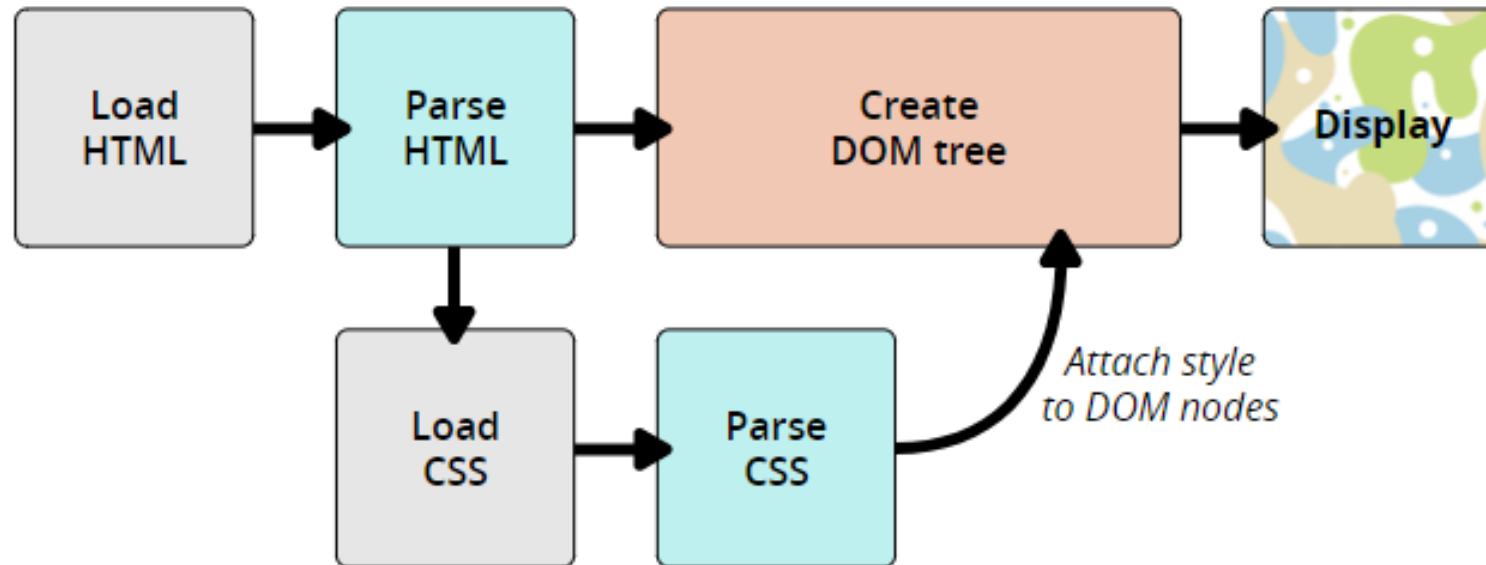 Load
HTML
Parse
HTML
Create
DOM tree
Display
Load
CSS
Parse
CSS
Attach style
to DOM nodes